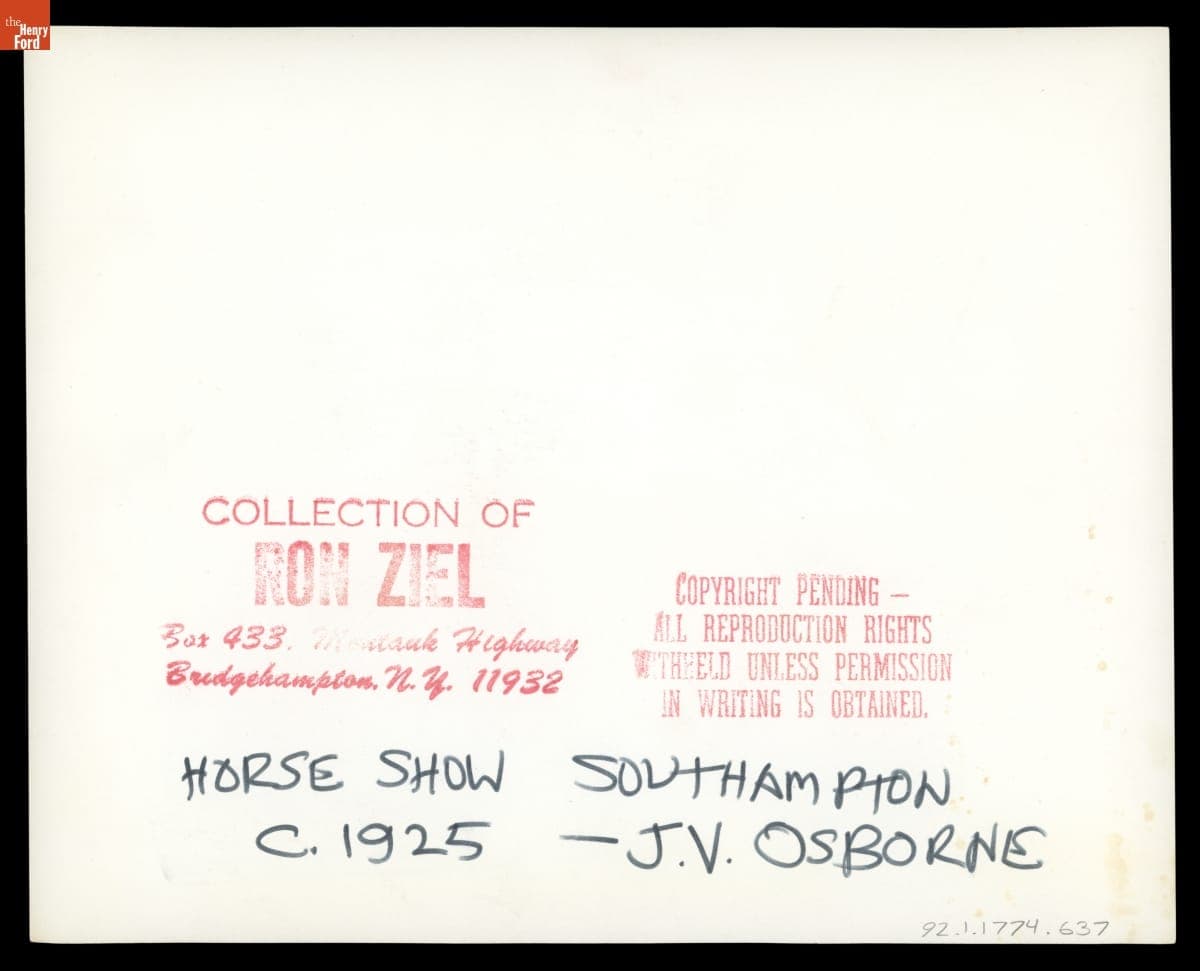 the
Henry
Ford
COLLECTION OF
RON ZIEL
Box 433, Montauk Highway
Bridgehampton, N.Y. 11932
COPYRIGHT PENDING —
ALL REPRODUCTION RIGHTS
WITHHELD UNLESS PERMISSION
IN WRITING IS OBTAINED.
HORSE SHOW SOUTHAMPTON
C. 1925 — J.V. OSBORNE
92.1.1774.637